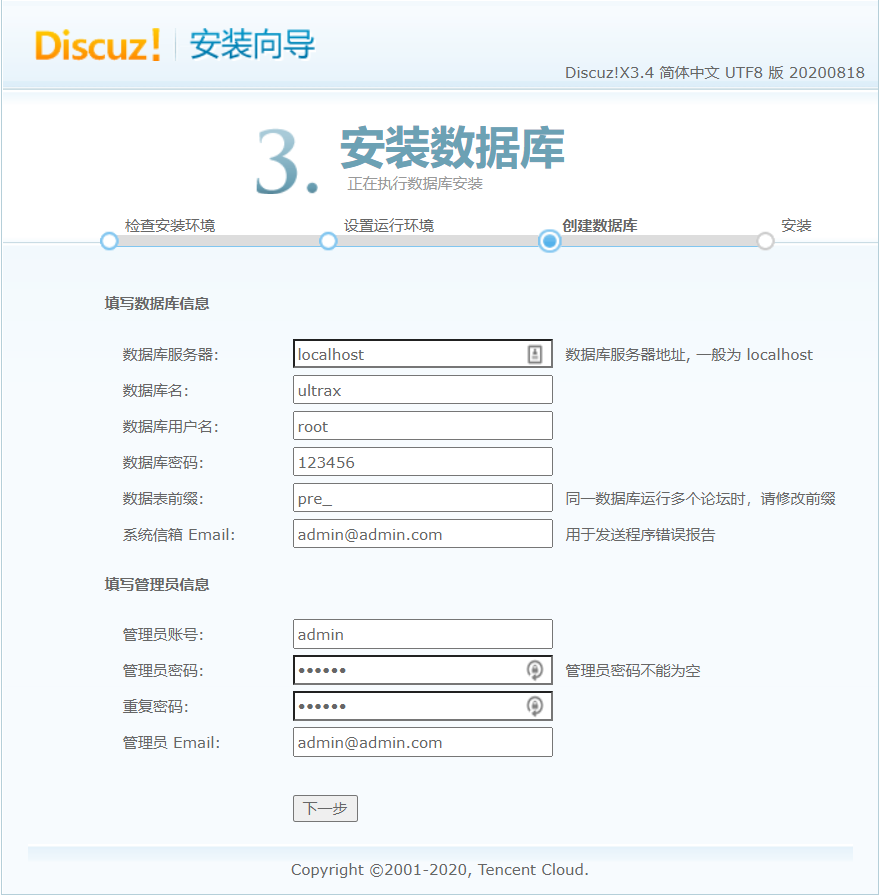 Discuz! 安装向导
Discuz!X3.4 简体中文 UTF8 版 20200818
3. 安装数据库
正在执行数据库安装
检查安装环境 设置运行环境 创建数据库 安装
填写数据库信息
数据库服务器: localhost 数据库服务器地址, 一般为 localhost
数据库名: ultrax
数据库用户名: root
数据库密码: 123456
数据表前缀: pre_ 同一数据库运行多个论坛时，请修改前缀
系统信箱 Email: admin@admin.com 用于发送程序错误报告
填写管理员信息
管理员账号: admin
管理员密码: •••••• 管理员密码不能为空
重复密码: ••••••
管理员 Email: admin@admin.com
下一步
Copyright ©2001-2020, Tencent Cloud.